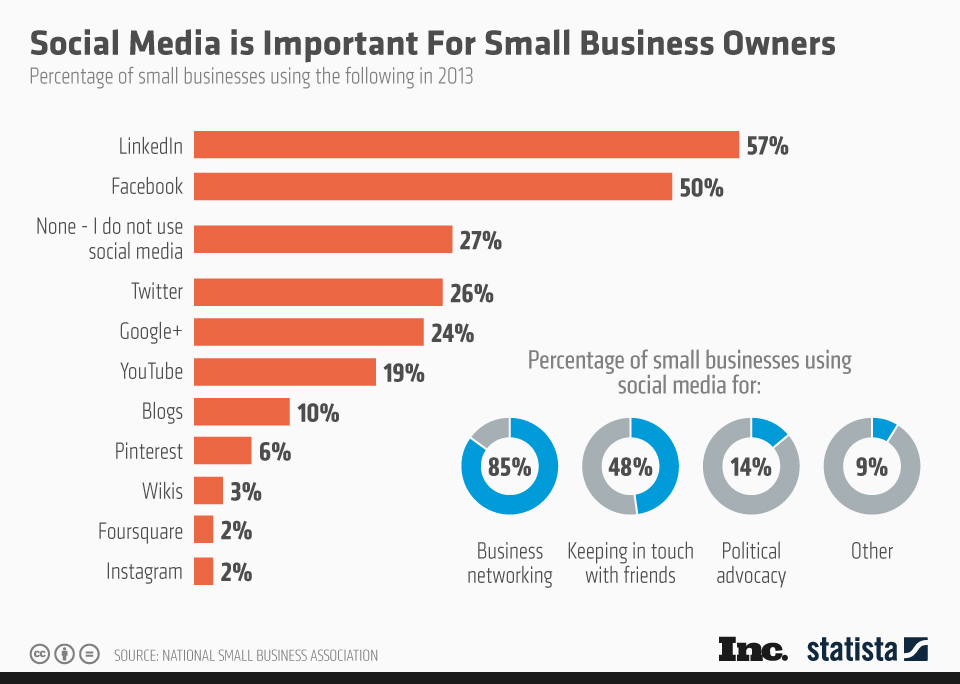 Social Media is Important For Small Business Owners
Percentage of small businesses using the following in 2013
LinkedIn 57%
Facebook 50%
None - I do not use
social media 27%
Twitter 26%
Google+ 24%
YouTube 19%
Blogs 10%
Pinterest 6%
Wikis 3%
Foursquare 2%
Instagram 2%
Percentage of small businesses using
social media for:
85% 48% 14% 9%
Business Keeping in touch Political Other
networking with friends advocacy
cc =
SOURCE: NATIONAL SMALL BUSINESS ASSOCIATION
Inc. statista